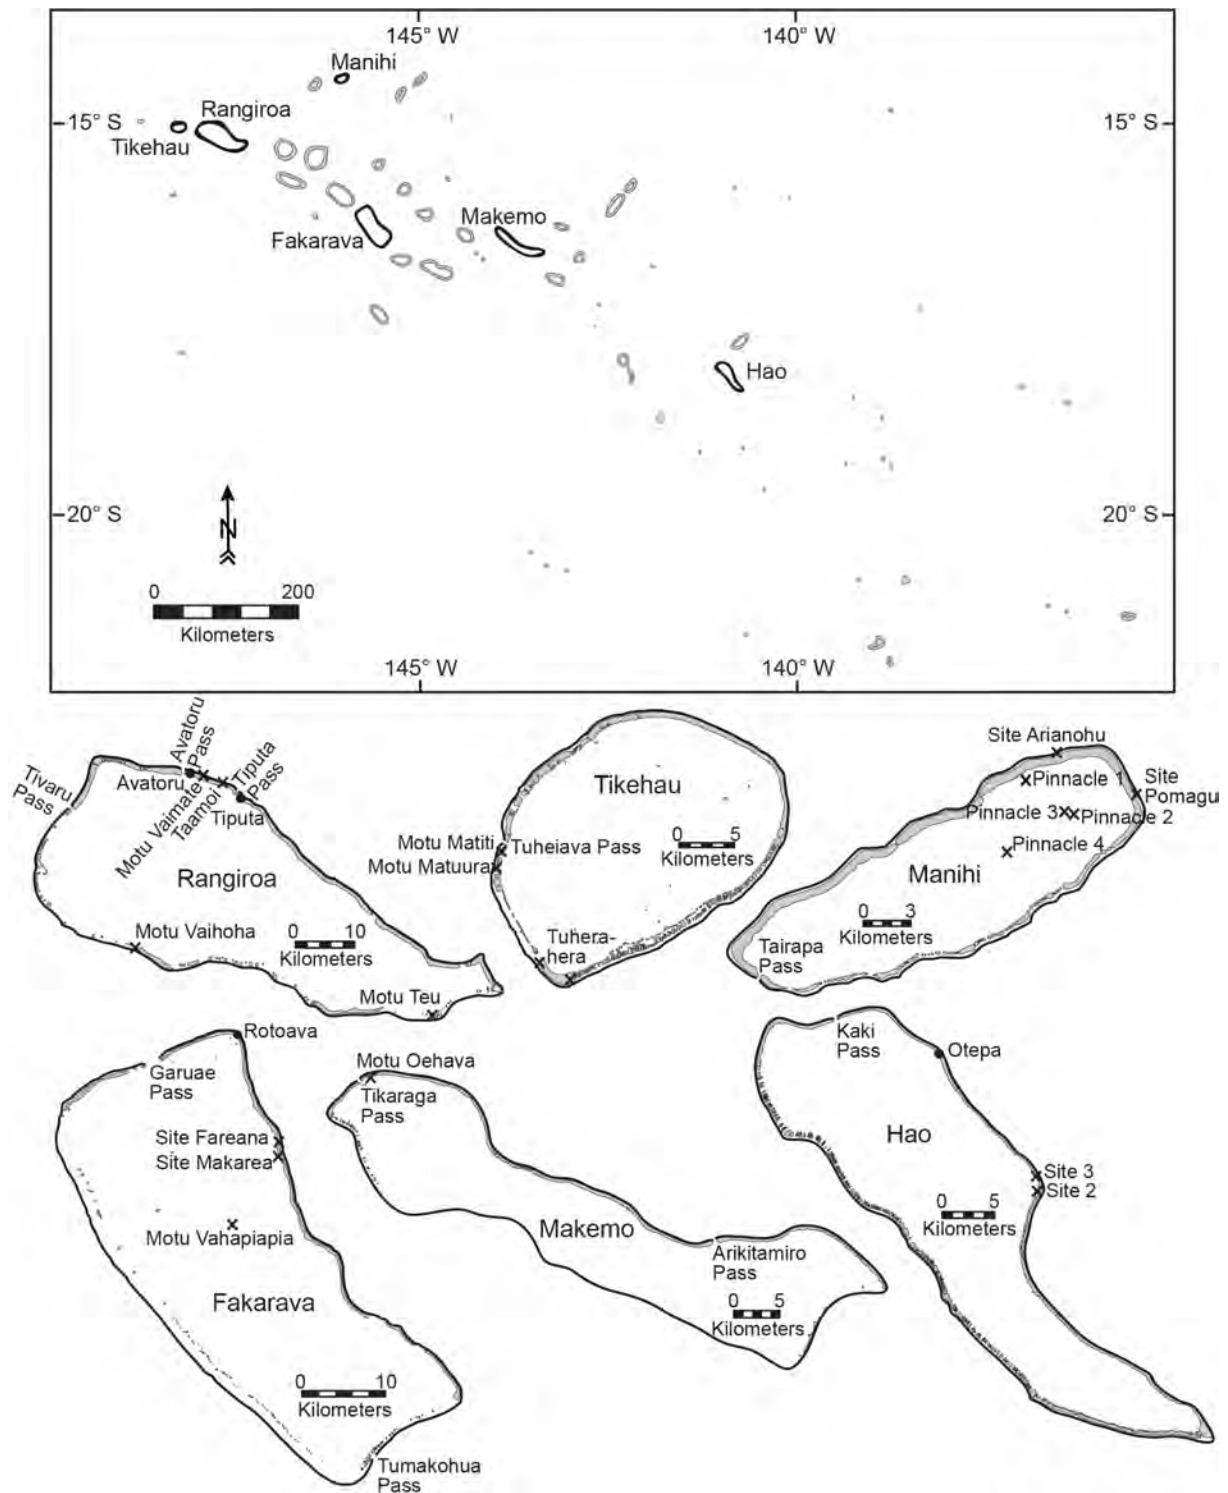 145° W
140° W
Manihi
15° S
15° S
Rangiroa
Tikehau
Makemo
Fakarava
Hao
20° S
20° S
N
0 200
Kilometers
145° W
140° W
Avatoru
Pass
Tiputa
Pass
Tivaru
Pass
Avatoru
Motu Vaimate
Taamoi
Tiputa
Rangiroa
0 10
Kilometers
Motu Vaihoha
Motu Teu
Tikehau
0 5
Kilometers
Motu Matiti
Tuheiava Pass
Motu Matuura
Tuhera-
hera
Site Arianohu
Pinnacle 1
Site
Pomagu
Pinnacle 3
Pinnacle 2
Pinnacle 4
Manihi
0 3
Kilometers
Tairapa
Pass
Rotoava
Garuae
Pass
Site Fareana
Site Makarea
Motu Vahapiapia
Fakarava
0 10
Kilometers
Tumakohua
Pass
Motu Oehava
Tikaraga
Pass
Makemo
Arikitamiro
Pass
0 5
Kilometers
Kaki
Pass
Otepa
Hao
Site 3
Site 2
0 5
Kilometers